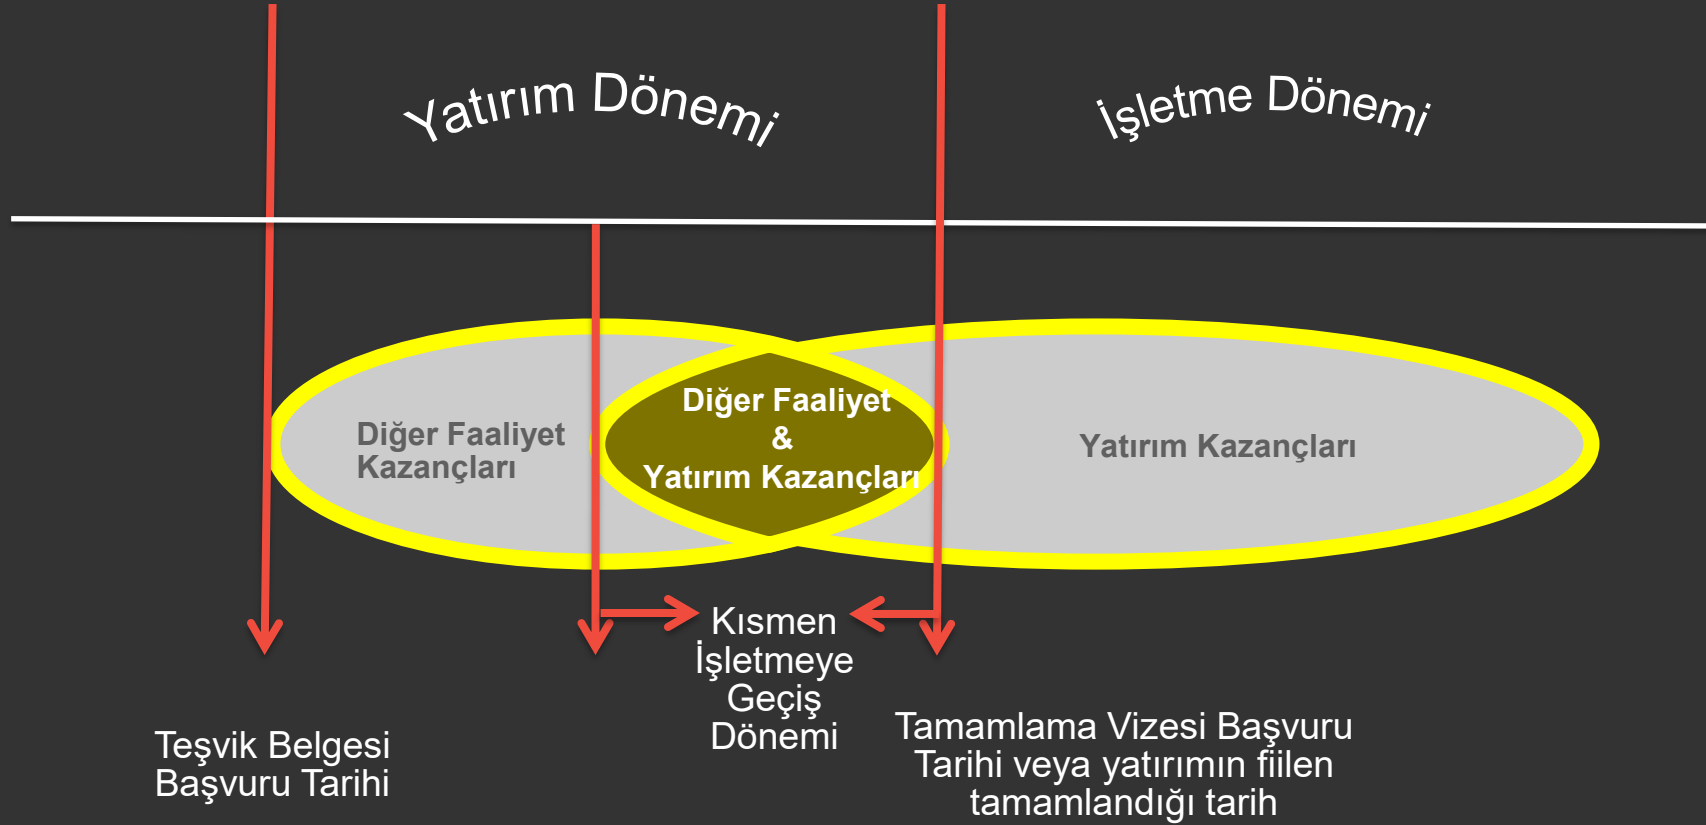 Yatırım Dönemi
İşletme Dönemi
Diğer Faaliyet
Kazançları
Diğer Faaliyet
&
Yatırım Kazançları
Yatırım Kazançları
Kısmen
İşletmeye
Geçiş
Dönemi
Teşvik Belgesi
Başvuru Tarihi
Tamamlama Vizesi Başvuru
Tarihi veya yatırımın fiilen
tamamlandığı tarih